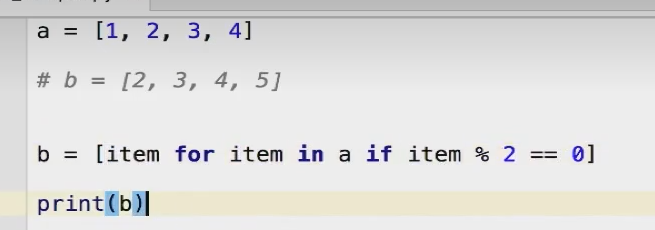 a = [1, 2, 3, 4]
# b = [2, 3, 4, 5]
b = [item for item in a if item % 2 == 0]
print(b)